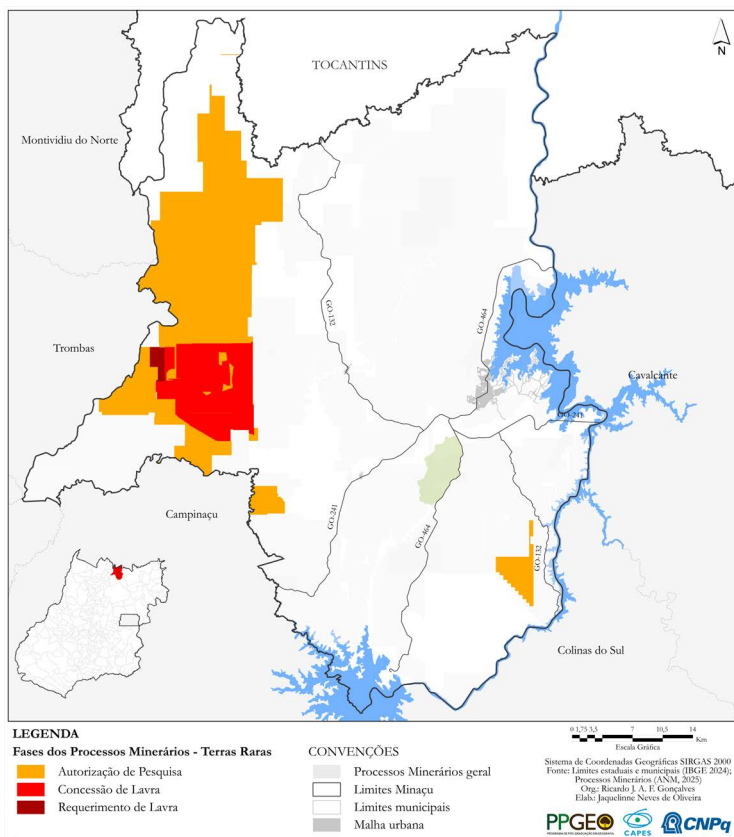 TOCANTINS
N
Montividiu do Norte
GO-132
GO-464
Trombas
Cavalcante
GO-241
Campinaçu
GO-241
GO-464
GO-132
Colinas do Sul
LEGENDA
Fases dos Processos Minerários - Terras Raras
Autorização de Pesquisa
Concessão de Lavra
Requerimento de Lavra
CONVENÇÕES
Processos Minerários geral
Limites Minaçu
Limites municipais
Malha urbana
0 1,75 3,5 7 10,5 14
Km
Escala Gráfica
Sistema de Coordenadas Geográficas SIRGAS 2000
Fonte: Limites estaduais e municipais (IBGE 2024);
Processos Minerários (ANM, 2025)
Org.: Ricardo J. A. F. Gonçalves
Elab.: Jaquelinne Neves de Oliveira
PPGEO
CAPES
CNPq